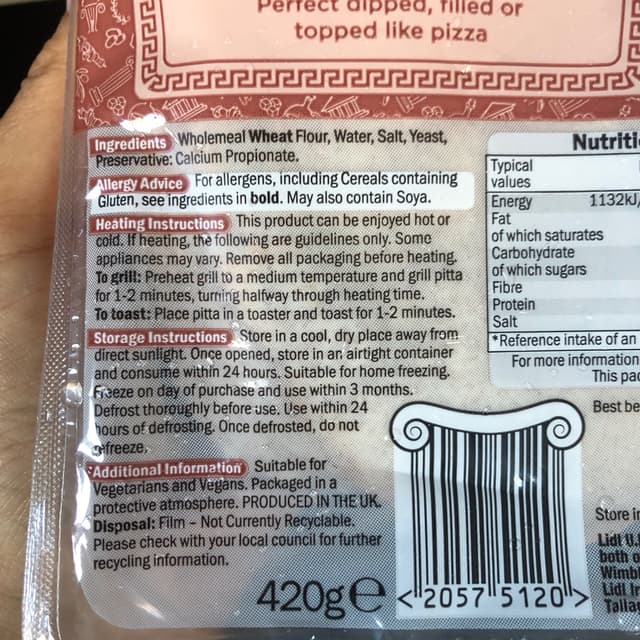 Perfect dipped, filled or
topped like pizza
Ingredients Wholemeal Wheat Flour, Water, Salt, Yeast,
Preservative: Calcium Propionate.
Allergy Advice For allergens, including Cereals containing
Gluten, see ingredients in bold. May also contain Soya.
Heating Instructions This product can be enjoyed hot or
cold. If heating, the following are guidelines only. Some
appliances may vary. Remove all packaging before heating.
To grill: Preheat grill to a medium temperature and grill pitta
for 1-2 minutes, turning halfway through heating time.
To toast: Place pitta in a toaster and toast for 1-2 minutes.
Storage Instructions Store in a cool, dry place away from
direct sunlight. Once opened, store in an airtight container
and consume within 24 hours. Suitable for home freezing.
Freeze on day of purchase and use within 3 months.
Defrost thoroughly before use. Use within 24
hours of defrosting. Once defrosted, do not
refreeze.
Additional Information Suitable for
Vegetarians and Vegans. Packaged in a
protective atmosphere. PRODUCED IN THE UK.
Disposal: Film - Not Currently Recyclable.
Please check with your local council for further
recycling information.
420g e
<2057 5120>
Nutriti
Typical
values
Energy 1132kJ/
Fat
of which saturates
Carbohydrate
of which sugars
Fibre
Protein
Salt
*Reference intake of an
For more information
This pac
Best be
Store in
Lidl U.
both o
Wimbl
Lidl Ir
Talla